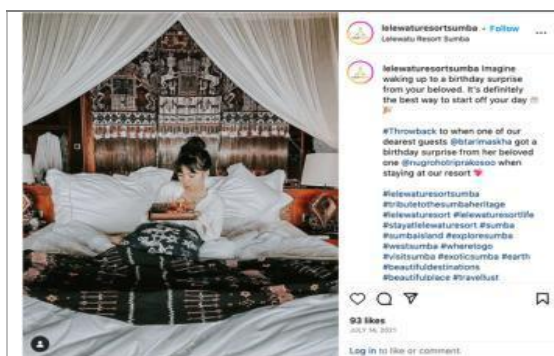 lelewaturesortsumba • Follow
Lelewatu Resort Sumba
lelewaturesortsumba Imagine
waking up to a birthday surprise
from your beloved. It's definitely
the best way to start off your day
#Throwback to when one of our
dearest guests @btarimaskha got a
birthday surprise from her beloved
one @nugrohotriprakosoo when
staying at our resort
#lelewaturesortsumba
#tributetothesumbaheritage
#lelewaturesort #lelewaturesortlife
#stayatlelewaturesort #sumba
#sumbaisland #exploresumba
#westsumba #wheretogo
#visitsumba #exoticsumba #earth
#beautifuldestinations
#beautifulplace #travellust
93 likes
JULY 14, 2021
Log in to like or comment.